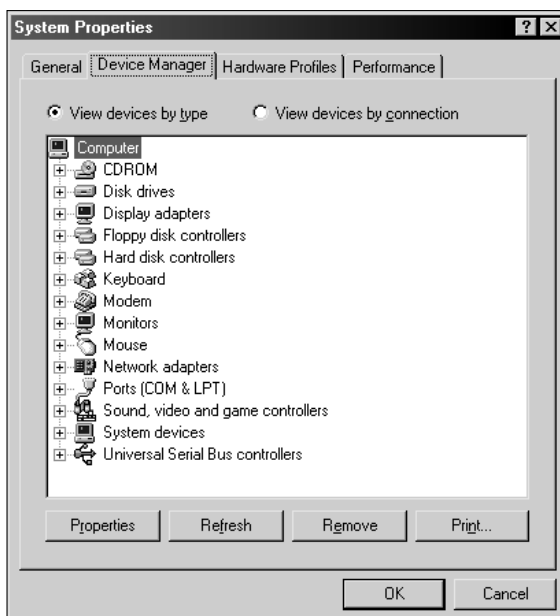 System Properties
General Device Manager Hardware Profiles Performance
View devices by type View devices by connection
Computer
CDROM
Disk drives
Display adapters
Floppy disk controllers
Hard disk controllers
Keyboard
Modem
Monitors
Mouse
Network adapters
Ports (COM & LPT)
Sound, video and game controllers
System devices
Universal Serial Bus controllers
Properties Refresh Remove Print...
OK Cancel